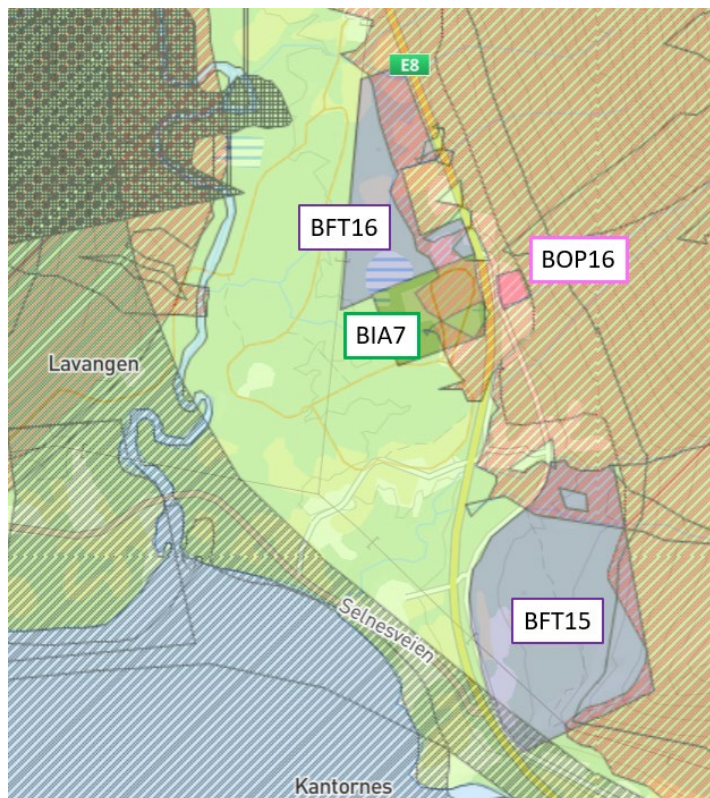 E8
BFT16
BOP16
BIA7
Lavangen
BFT15
Selnesveien
Kantornes